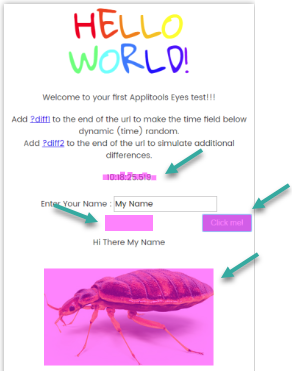 HELLO
WORLD!
Welcome to your first Applitools Eyes test!!!
Add ?diff1 to the end of the url to make the time field below
dynamic (time) random.
Add ?diff2 to the end of the url to simulate additional
differences.
Enter Your Name : My Name
Click me!
Hi There My Name